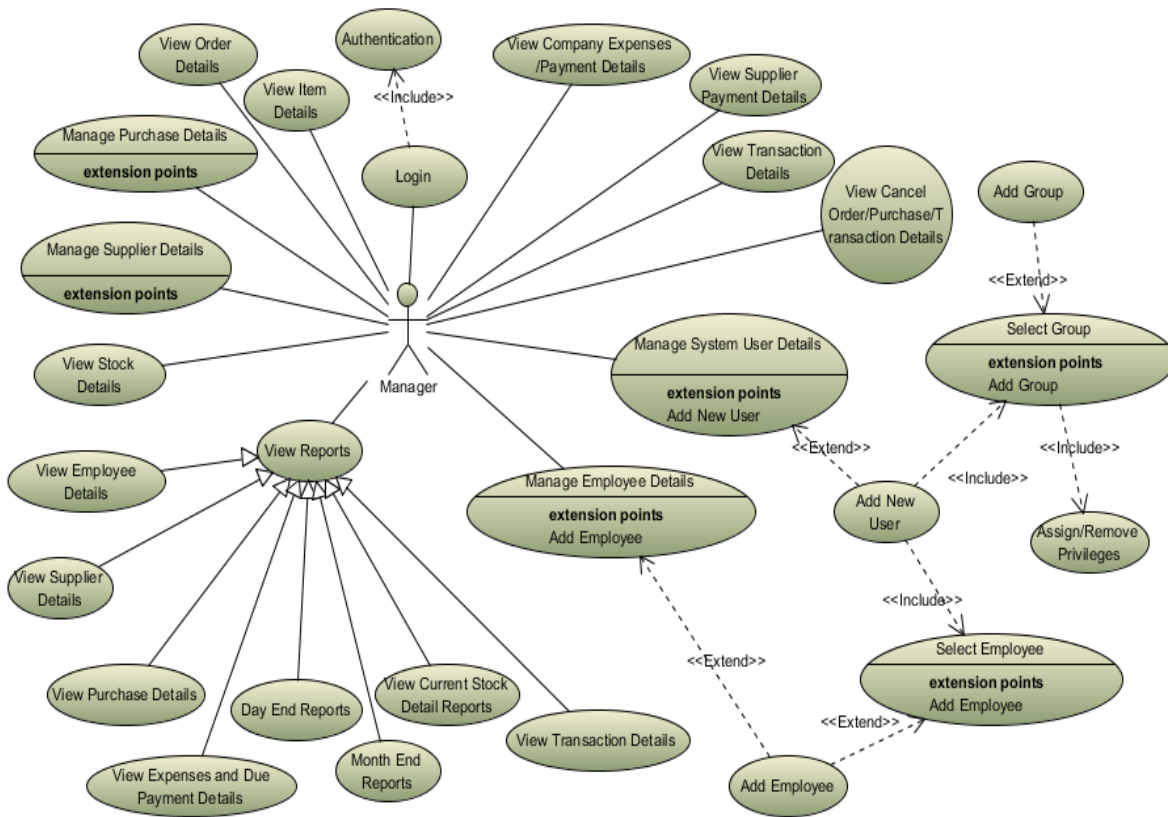 View Order
Details
Authentication
View Company Expenses
/Payment Details
View Item
Details
<<Include>>
View Supplier
Payment Details
Manage Purchase Details
extension points
Login
View Transaction
Details
View Cancel
Order/Purchase/T
ransaction Details
Add Group
Manage Supplier Details
extension points
<<Extend>>
Select Group
extension points
Add Group
Manage System User Details
extension points
Add New User
View Stock
Details
Manager
View Reports
<<Extend>>
<<Include>>
<<Include>>
View Employee
Details
Manage Employee Details
extension points
Add Employee
Add New
User
Assign/Remove
Privileges
View Supplier
Details
<<Include>>
Select Employee
extension points
Add Employee
<<Extend>>
<<Extend>>
View Purchase Details
Day End Reports
View Current Stock
Detail Reports
View Transaction Details
Month End
Reports
View Expenses and Due
Payment Details
Add Employee